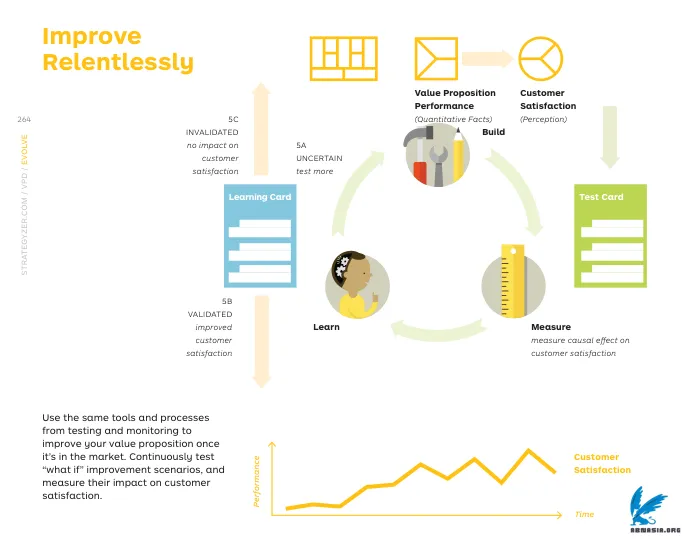 Improve
Relentlessly
264
STRATEGYZER.COM / VPD / EVOLVE
Value Proposition
Performance
(Quantitative Facts)
Customer
Satisfaction
(Perception)
5C
INVALIDATED
no impact on
customer
satisfaction
5A
UNCERTAIN
test more
Build
Learning Card
Test Card
5B
VALIDATED
improved
customer
satisfaction
Learn
Measure
measure causal effect on
customer satisfaction
Use the same tools and processes
from testing and monitoring to
improve your value proposition once
it's in the market. Continuously test
“what if” improvement scenarios, and
measure their impact on customer
satisfaction.
Performance
Customer
Satisfaction
Time
ABMASIA.ORG